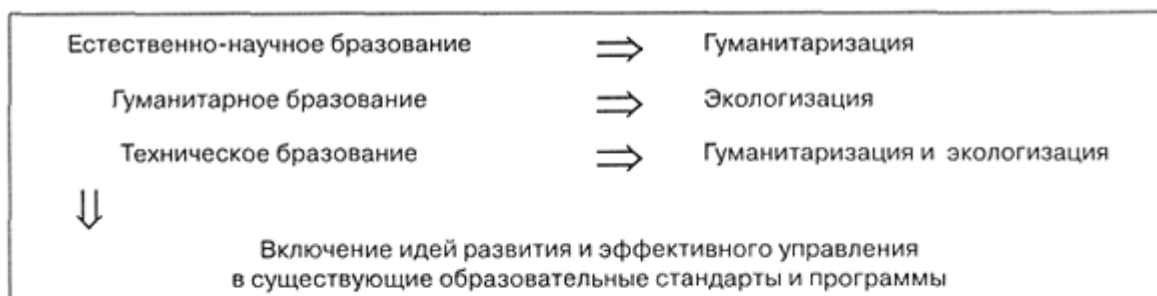 Естественно-научное бразование ⇒ Гуманитаризация
Гуманитарное бразование ⇒ Экологизация
Техническое бразование ⇒ Гуманитаризация и экологизация
⇓
Включение идей развития и эффективного управления
в существующие образовательные стандарты и программы